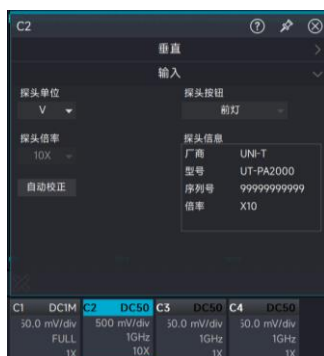 C2
垂直
输入
探头单位 探头按钮
V 前灯
探头倍率 探头信息
10X 厂商 UNI-T
型号 UT-PA2000
自动校正 序列号 99999999999
倍率 X10
C1 DC1M C2 DC50 C3 DC50 C4 DC50
50.0 mV/div 500 mV/div 50.0 mV/div 50.0 mV/div
FULL 1GHz 1GHz 1GHz
1X 10X 1X 1X